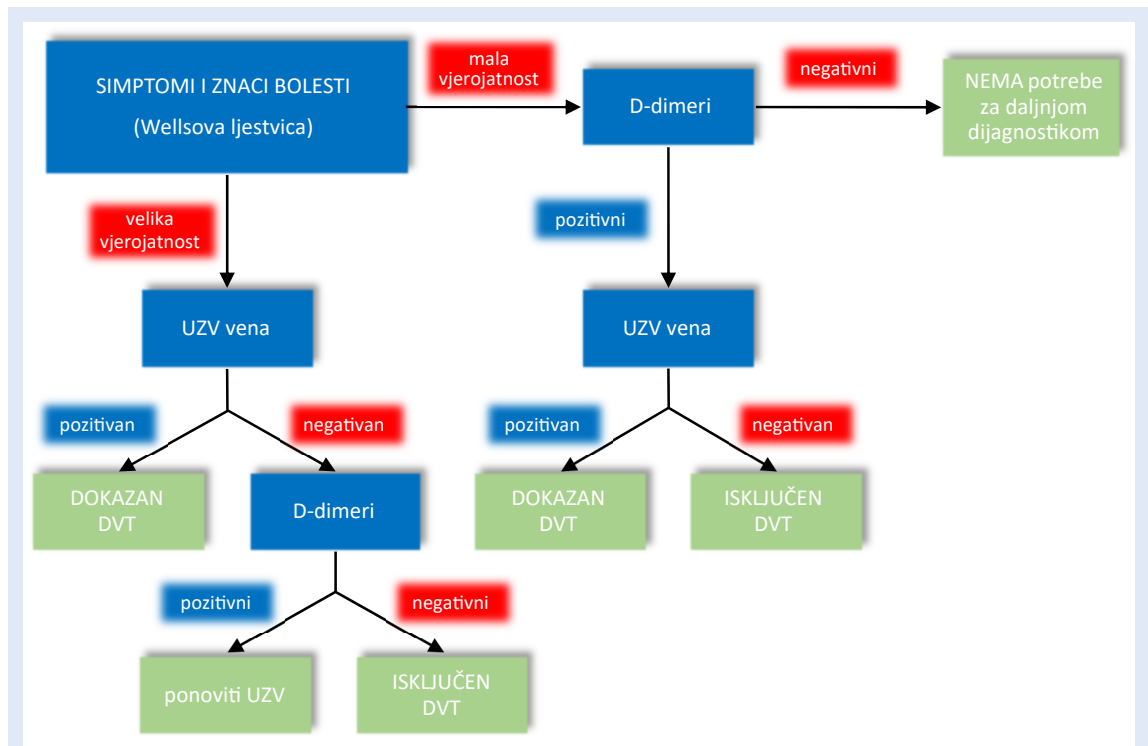 SIMPTOMI I ZNACI BOLESTI
(Wellsova ljestvica)
mala
vjerojatnost
D-dimeri
negativni
NEMA potrebe
za daljnjom
dijagnostikom
velika
vjerojatnost
pozitivni
UZV vena
UZV vena
pozitivan
negativan
pozitivan
negativan
DOKAZAN
DVT
D-dimeri
DOKAZAN
DVT
ISKLJUČEN
DVT
pozitivni
negativni
ponoviti UZV
ISKLJUČEN
DVT